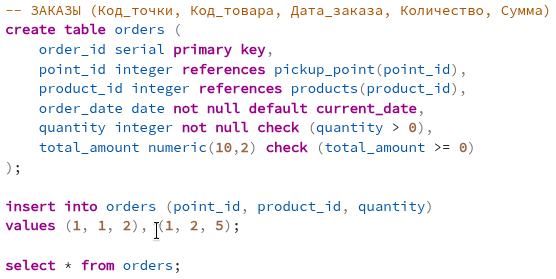 -- ЗАКАЗЫ (Код_точки, Код_товара, Дата_заказа, Количество, Сумма)
create table orders (
    order_id serial primary key,
    point_id integer references pickup_point(point_id),
    product_id integer references products(product_id),
    order_date date not null default current_date,
    quantity integer not null check (quantity > 0),
    total_amount numeric(10,2) check (total_amount >= 0)
);

insert into orders (point_id, product_id, quantity)
values (1, 1, 2), (1, 2, 5);

select * from orders;